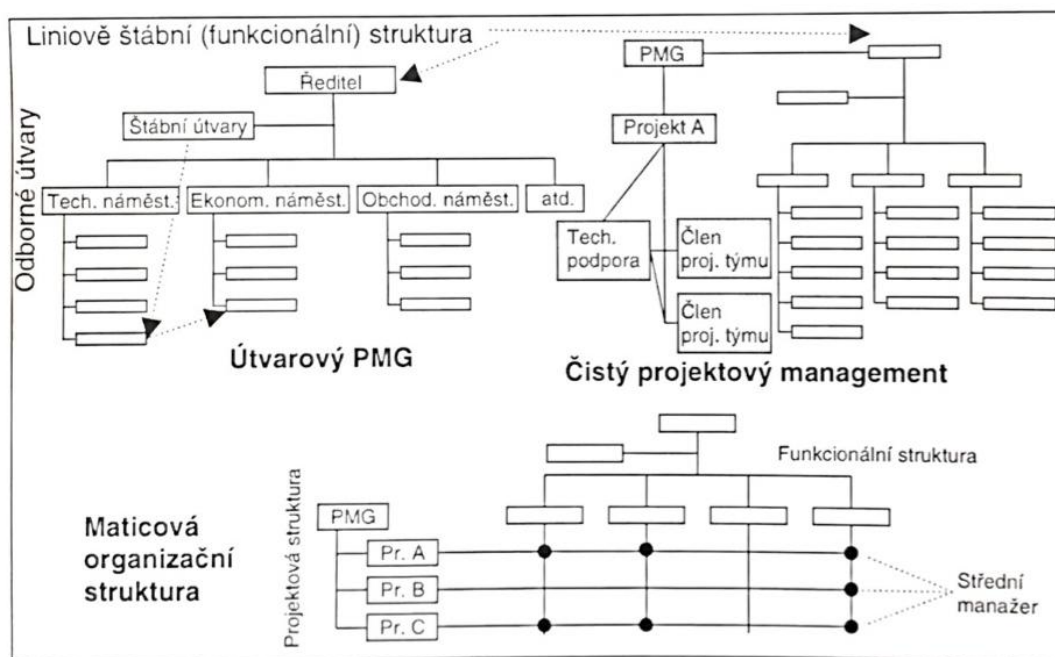 Liniově štábní (funkcionální) struktura
Ředitel
Štábní útvary
Odborné útvary
Tech. náměst.
Ekonom. náměst.
Obchod. náměst.
atd.
Útvarový PMG
PMG
Projekt A
Tech.
podpora
Člen
proj. týmu
Člen
proj. týmu
Čistý projektový management
Maticová
organizační
struktura
Projektová struktura
PMG
Pr. A
Pr. B
Pr. C
Funkcionální struktura
Střední
manažer